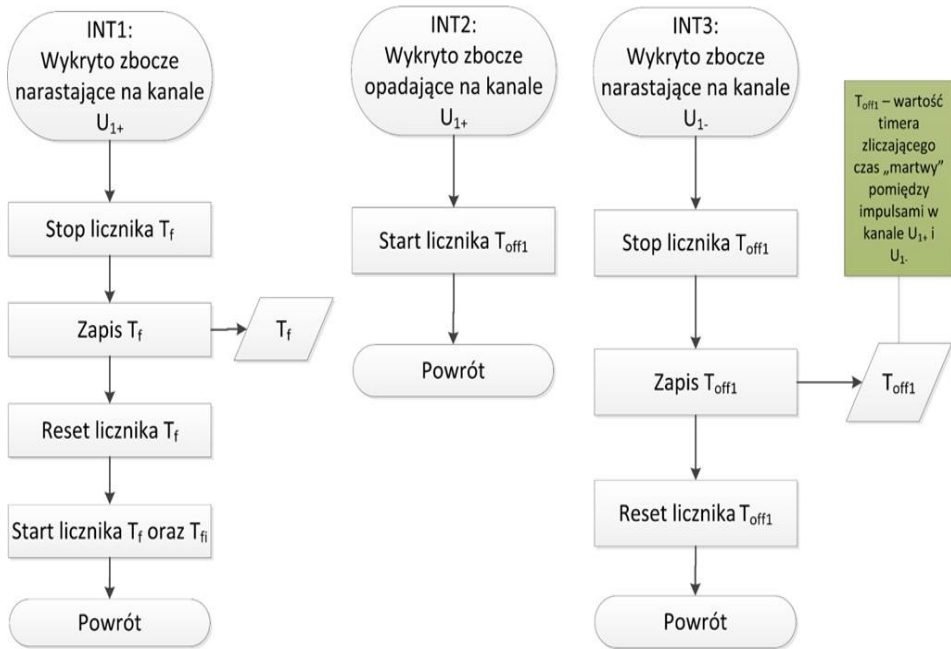 INT1:
Wykryto zbocze
narastające na kanale
U1+
Stop licznika Tf
Zapis Tf
Tf
Reset licznika Tf
Start licznika Tf oraz Tfi
Powrót
INT2:
Wykryto zbocze
opadające na kanale
U1+
Start licznika Toff1
Powrót
INT3:
Wykryto zbocze
narastające na kanale
U1-
Stop licznika Toff1
Zapis Toff1
Toff1
Reset licznika Toff1
Powrót
Toff1 – wartość
timera
zliczającego
czas „martwy”
pomiędzy
impulsami w
kanale U1+ i
U1-